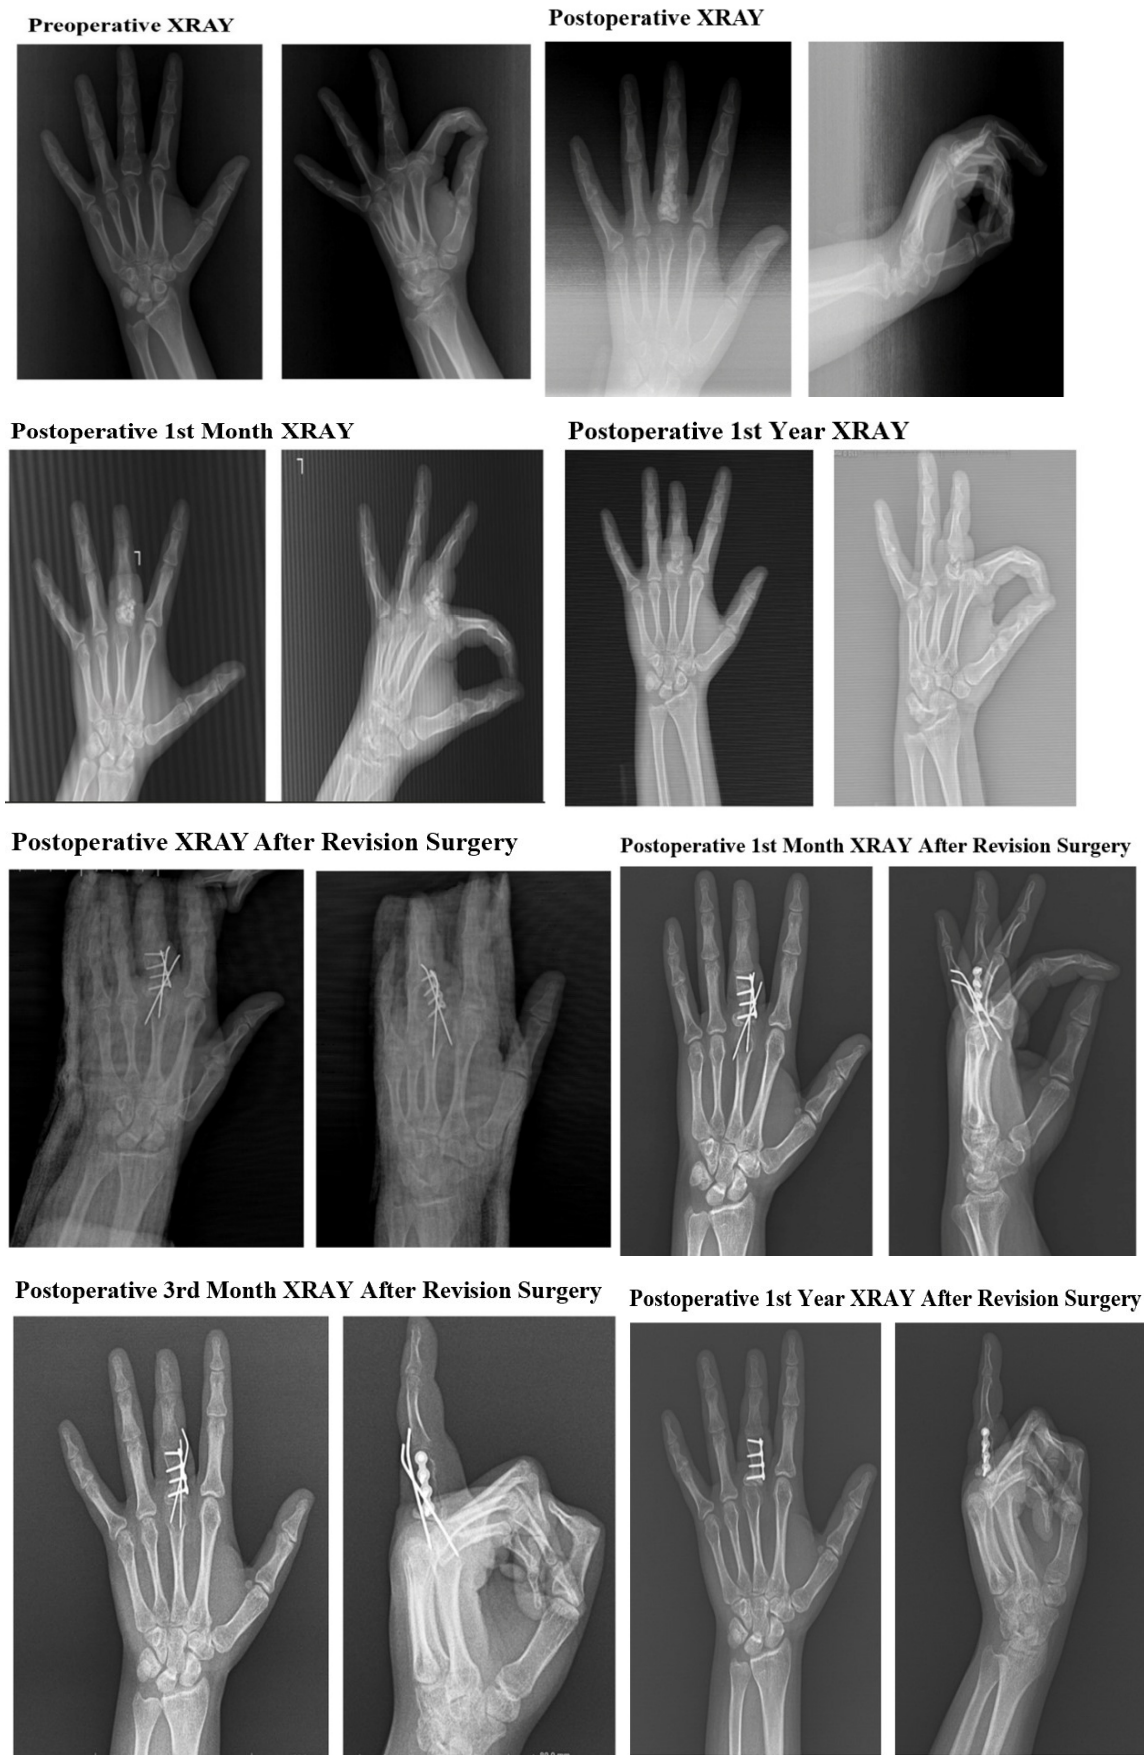 Preoperative XRAY
Postoperative XRAY
Postoperative 1st Month XRAY
Postoperative 1st Year XRAY
Postoperative XRAY After Revision Surgery
Postoperative 1st Month XRAY After Revision Surgery
Postoperative 3rd Month XRAY After Revision Surgery
Postoperative 1st Year XRAY After Revision Surgery